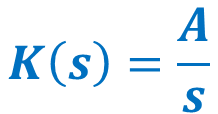 K(s) = A/s